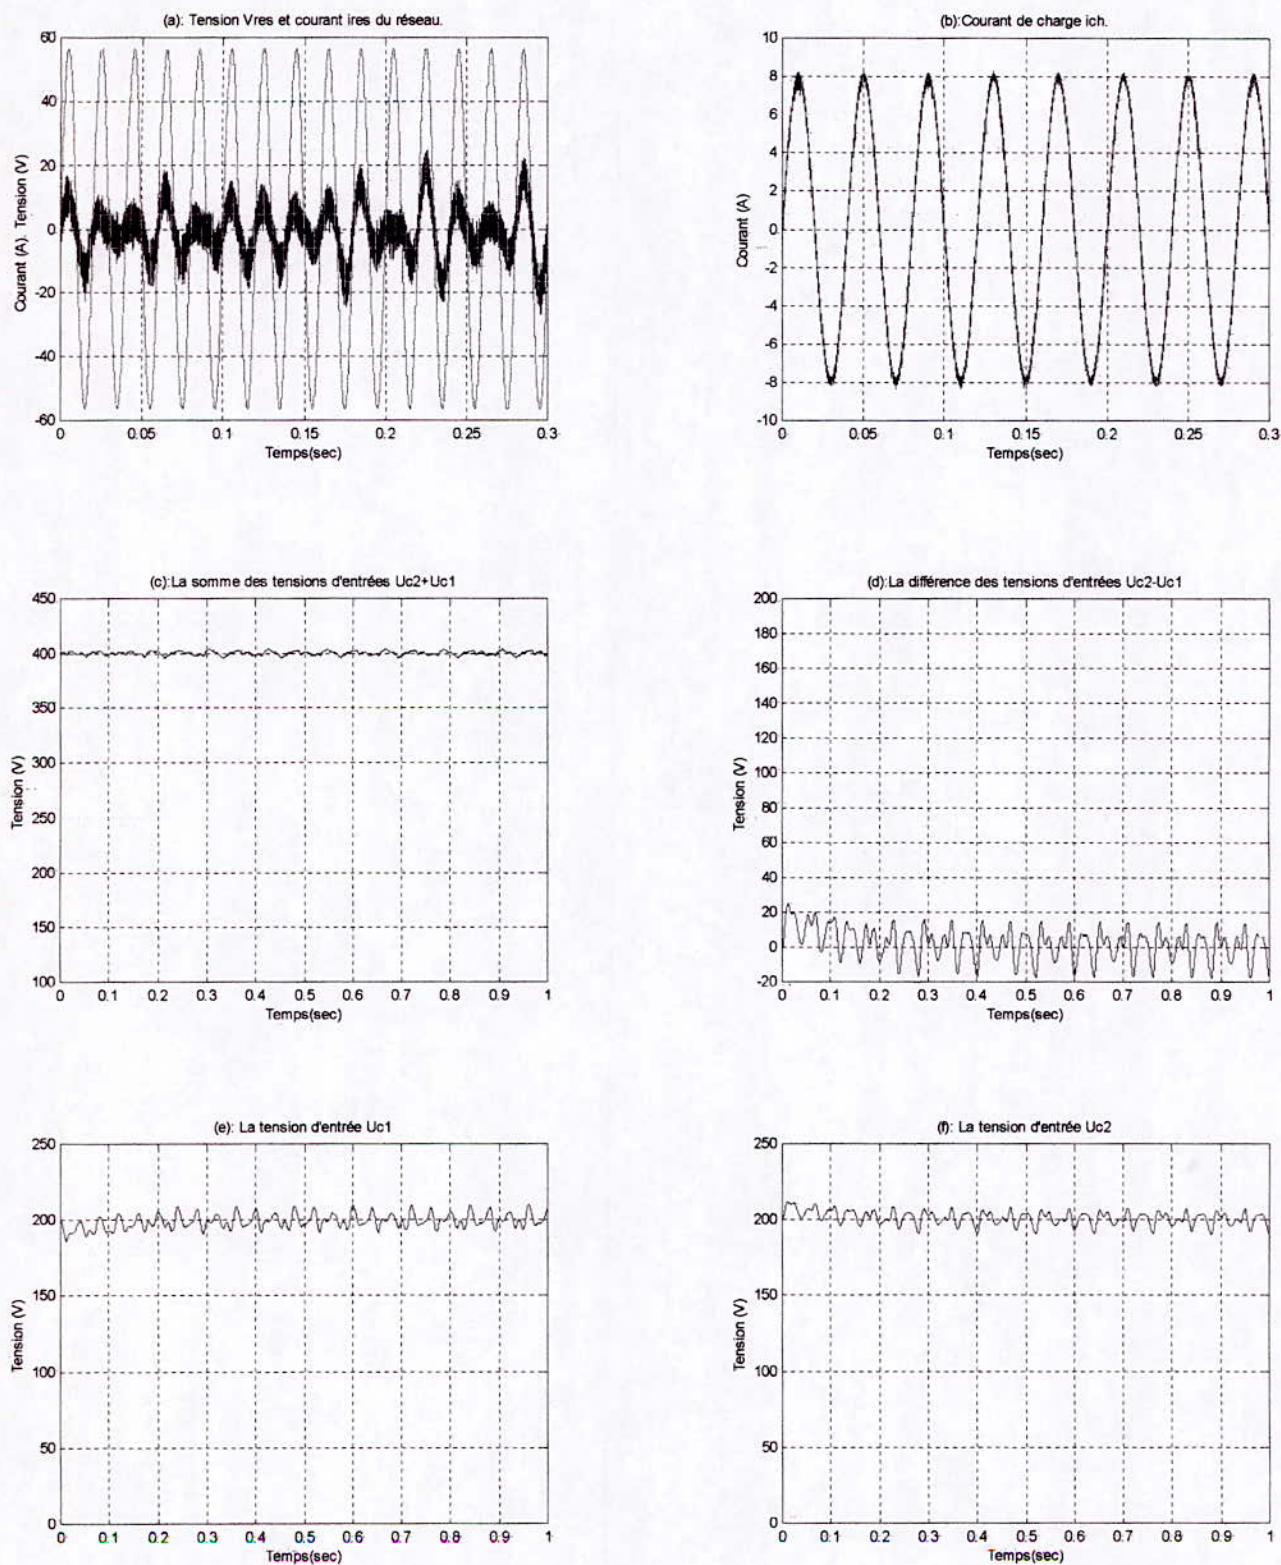 (a): Tension Vres et courant ires du réseau.
60
40
20
0
-20
-40
-60
Courant (A). Tension (V)
0 0.05 0.1 0.15 0.2 0.25 0.3
Temps(sec)
(b):Courant de charge ich.
10
8
6
4
2
0
-2
-4
-6
-8
-10
Courant (A)
0 0.05 0.1 0.15 0.2 0.25 0.3
Temps(sec)
(c):La somme des tensions d'entrées Uc2+Uc1
450
400
350
300
250
200
150
100
Tension (V)
0 0.1 0.2 0.3 0.4 0.5 0.6 0.7 0.8 0.9 1
Temps(sec)
(d):La différence des tensions d'entrées Uc2-Uc1
200
180
160
140
120
100
80
60
40
20
0
-20
Tension (V)
0 0.1 0.2 0.3 0.4 0.5 0.6 0.7 0.8 0.9 1
Temps(sec)
(e): La tension d'entrée Uc1
250
200
150
100
50
0
Tension (V)
0 0.1 0.2 0.3 0.4 0.5 0.6 0.7 0.8 0.9 1
Temps(sec)
(f): La tension d'entrée Uc2
250
200
150
100
50
0
Tension (V)
0 0.1 0.2 0.3 0.4 0.5 0.6 0.7 0.8 0.9 1
Temps(sec)